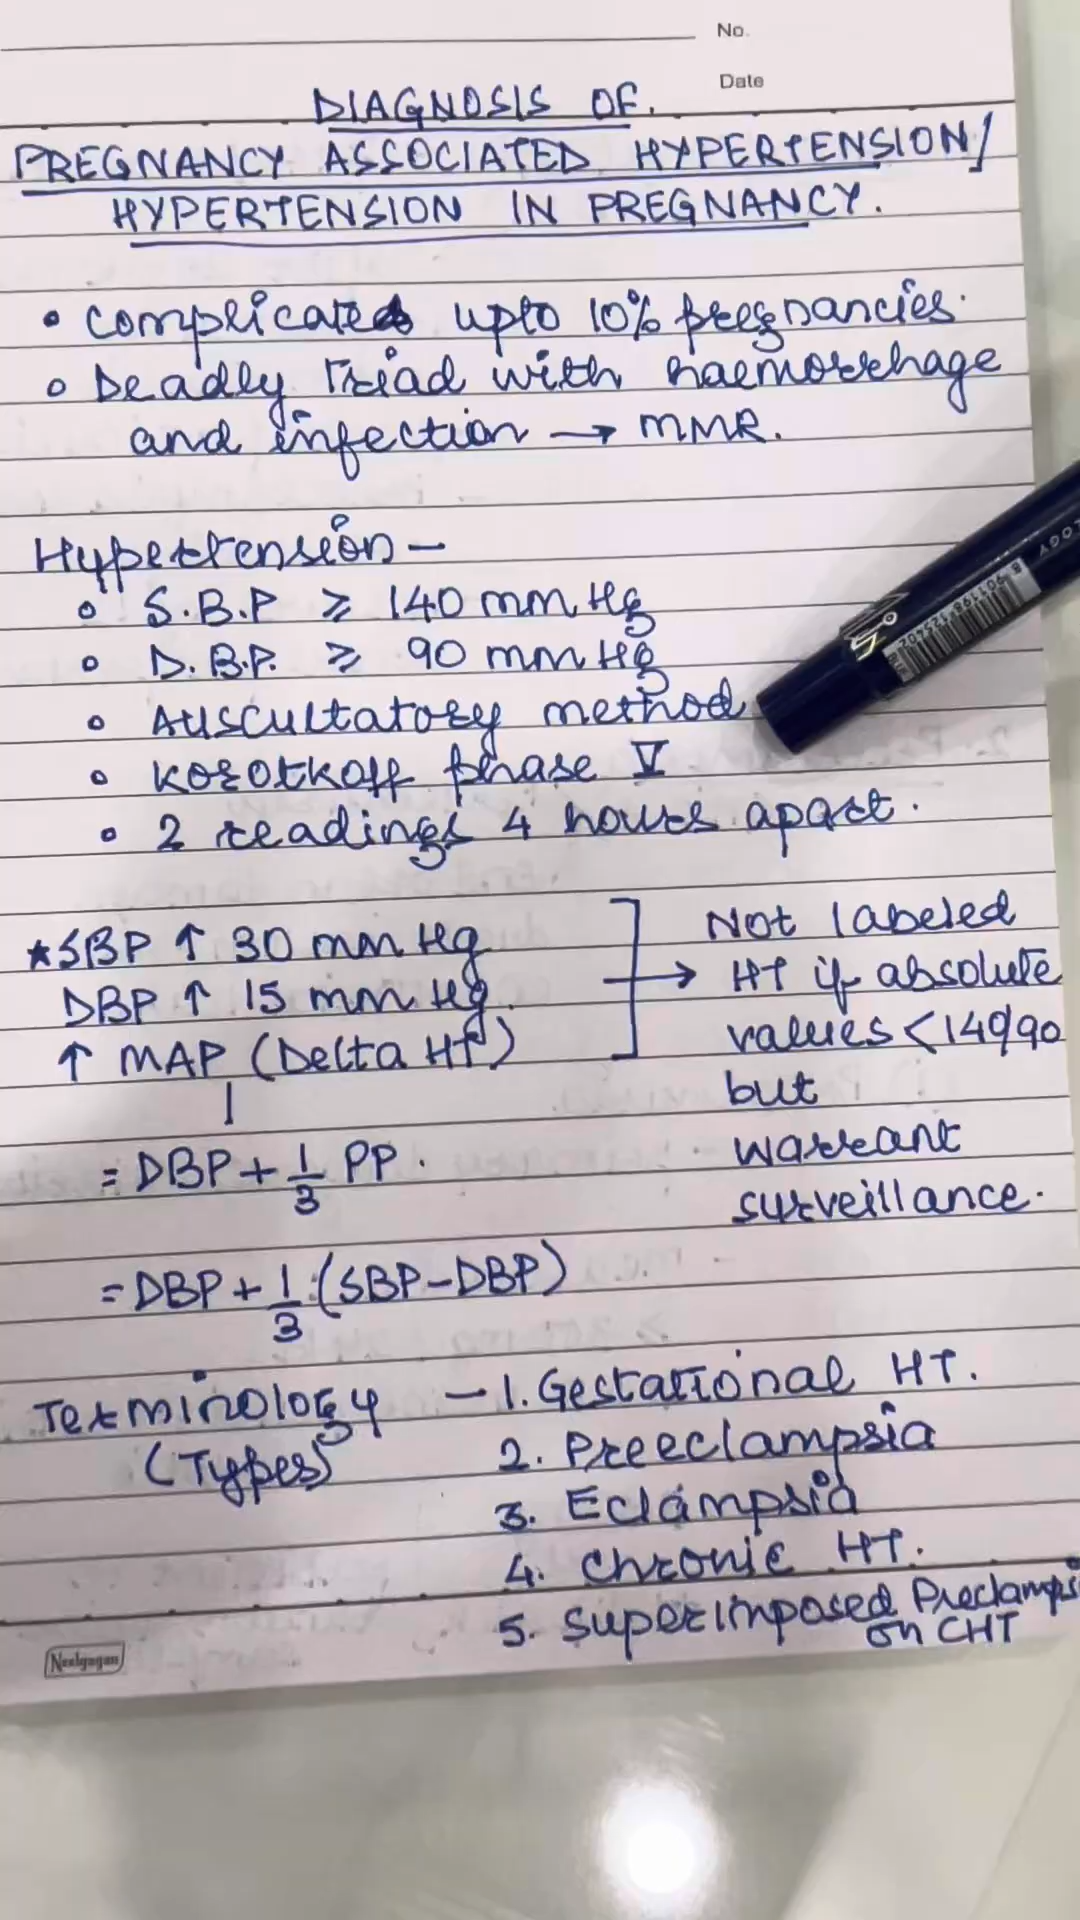 No.
Date
DIAGNOSIS OF.
PREGNANCY ASSOCIATED HYPERTENSION/
HYPERTENSION IN PREGNANCY.
• Complicates upto 10% pregnancies.
• Deadly Triad with haemorrhage
and infection → MMR.
Hypertension –
• S.B.P ≥ 140 mm Hg
• D.B.P. ≥ 90 mm Hg
• Auscultatory method
• Korotkoff phase V
• 2 readings 4 hours apart.
★ SBP ↑ 30 mm Hg
DBP ↑ 15 mm Hg.
↑ MAP (Delta HT)
= DBP + 1/3 PP.
= DBP + 1/3 (SBP – DBP)
→ Not labeled
HT if absolute
values < 140/90
but
warrant
surveillance.
Terminology – 1. Gestational HT.
(Types) 2. Preeclampsia
3. Eclampsia
4. Chronic HT.
5. Superimposed Preclampsi
on CHT
Neelgagan